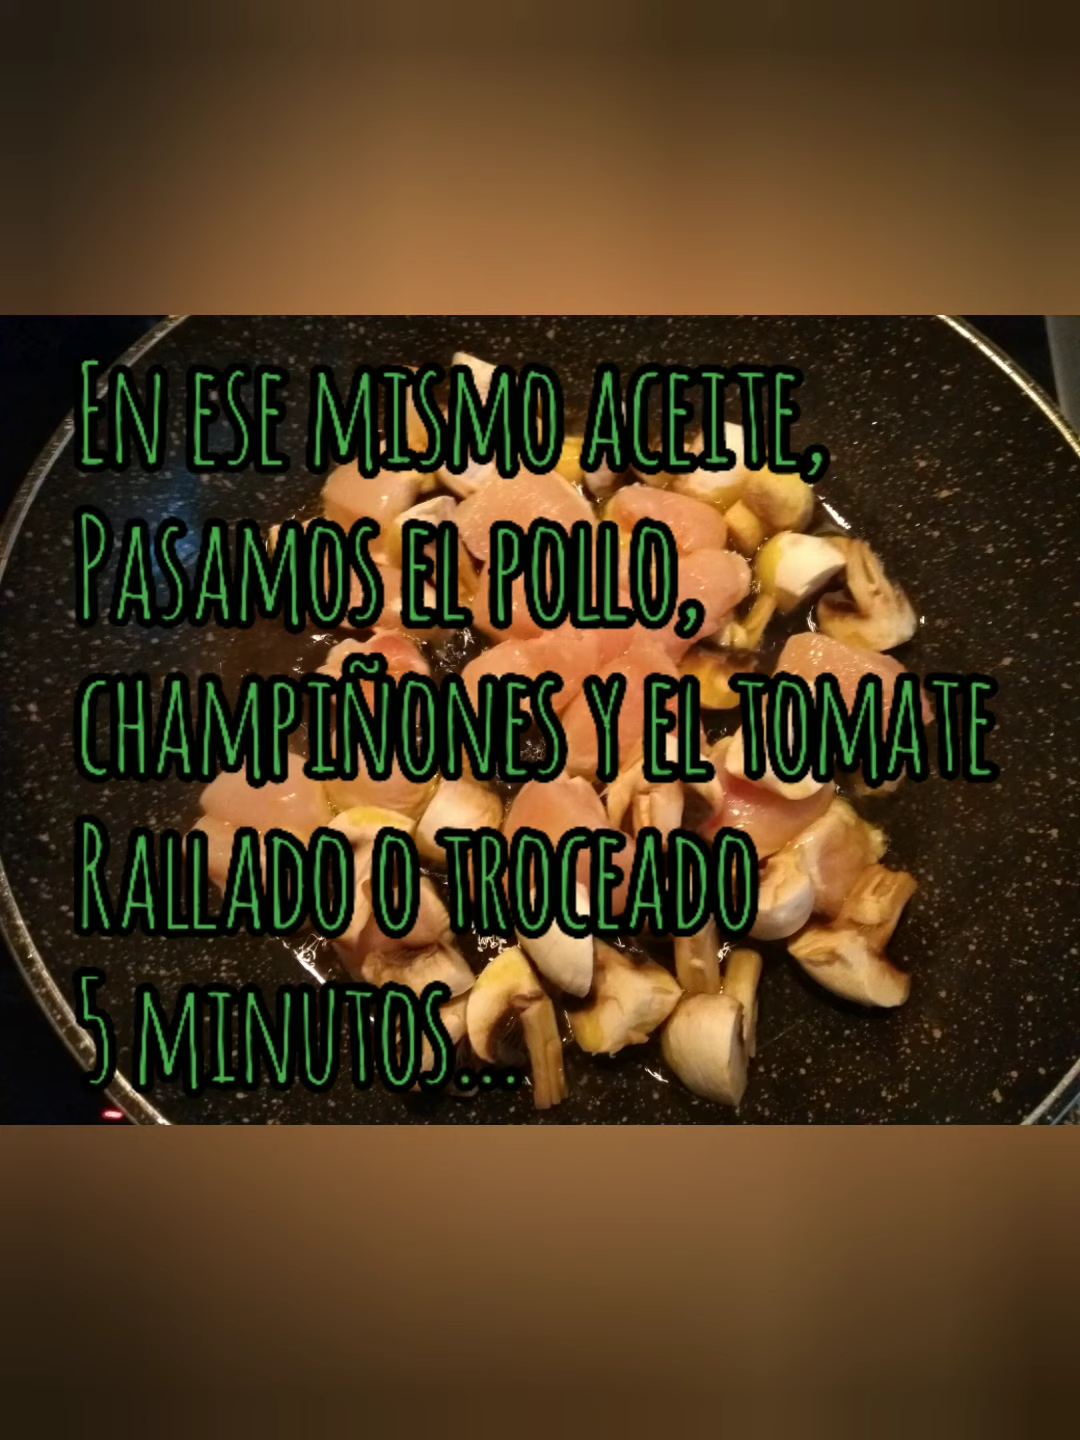 En ese mismo aceite,
Pasamos el pollo,
champiñones y el tomate
Rallado o troceado
5 minutos...